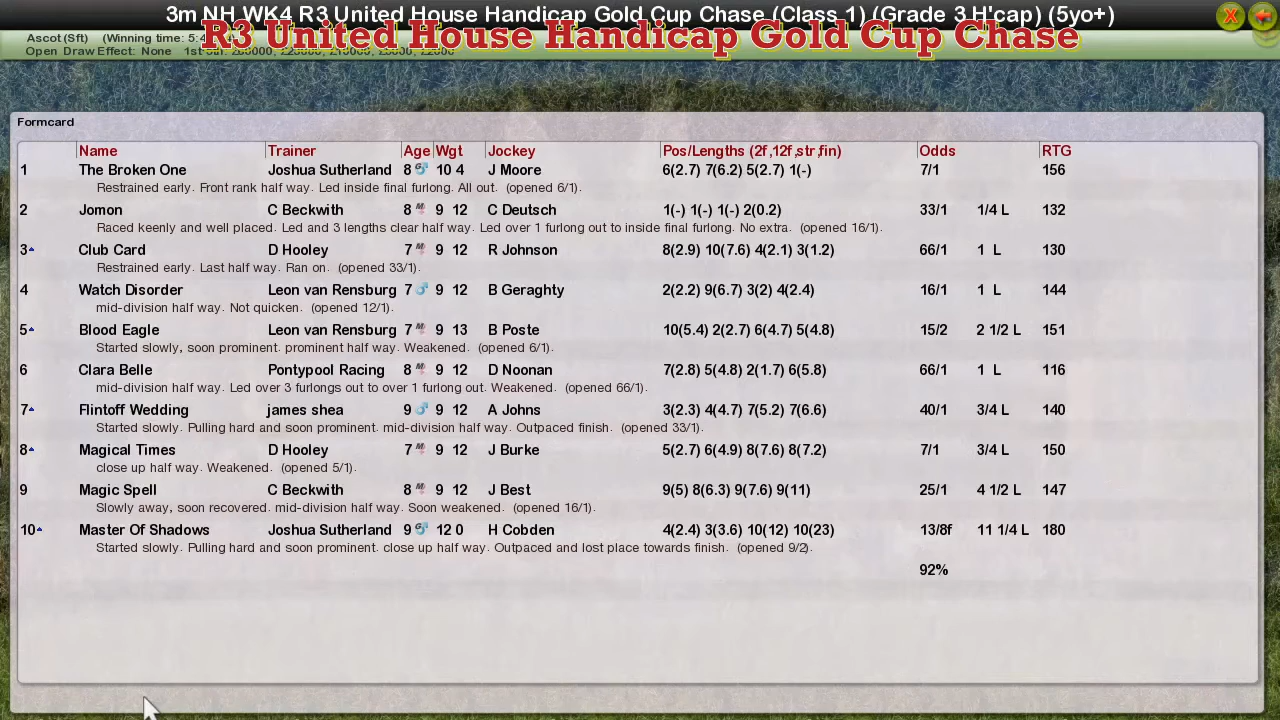 3m NH WK4 R3 United House Handicap Gold Cup Chase (Class 1) (Grade 3 H'cap) (5yo+)
R3 United House Handicap Gold Cup Chase
Ascot(Sft) (Winning time: 5:4
Open Draw Effect: None 1st-5th:
Formcard
Name Trainer Age Wgt Jockey Pos/Lengths (2f,12f,str,fin) Odds RTG
1 The Broken One Joshua Sutherland 8 10 4 J Moore 6(2.7) 7(6.2) 5(2.7) 1(-) 7/1 156
Restrained early. Front rank half way. Led inside final furlong. All out. (opened 6/1).
2 Jomon C Beckwith 8 9 12 C Deutsch 1(-) 1(-) 1(-) 2(0.2) 33/1 1/4 L 132
Raced keenly and well placed. Led and 3 lengths clear half way. Led over 1 furlong out to inside final furlong. No extra. (opened 16/1).
3 Club Card D Hooley 7 9 12 R Johnson 8(2.9) 10(7.6) 4(2.1) 3(1.2) 66/1 1 L 130
Restrained early. Last half way. Ran on. (opened 33/1).
4 Watch Disorder Leon van Rensburg 7 9 12 B Geraghty 2(2.2) 9(6.7) 3(2) 4(2.4) 16/1 1 L 144
mid-division half way. Not quicken. (opened 12/1).
5 Blood Eagle Leon van Rensburg 7 9 13 B Poste 10(5.4) 2(2.7) 6(4.7) 5(4.8) 15/2 2 1/2 L 151
Started slowly, soon prominent. prominent half way. Weakened. (opened 6/1).
6 Clara Belle Pontypool Racing 8 9 12 D Noonan 7(2.8) 5(4.8) 2(1.7) 6(5.8) 66/1 1 L 116
mid-division half way. Led over 3 furlongs out to over 1 furlong out. Weakened. (opened 66/1).
7 Flintoff Wedding james shea 9 9 12 A Johns 3(2.3) 4(4.7) 7(5.2) 7(6.6) 40/1 3/4 L 140
Started slowly. Pulling hard and soon prominent. mid-division half way. Outpaced finish. (opened 33/1).
8 Magical Times D Hooley 7 9 12 J Burke 5(2.7) 6(4.9) 8(7.6) 8(7.2) 7/1 3/4 L 150
close up half way. Weakened. (opened 5/1).
9 Magic Spell C Beckwith 8 9 12 J Best 9(5) 8(6.3) 9(7.6) 9(11) 25/1 4 1/2 L 147
Slowly away, soon recovered. mid-division half way. Soon weakened. (opened 16/1).
10 Master Of Shadows Joshua Sutherland 9 12 0 H Cobden 4(2.4) 3(3.6) 10(12) 10(23) 13/8f 11 1/4 L 180
Started slowly. Pulling hard and soon prominent. close up half way. Outpaced and lost place towards finish. (opened 9/2).
92%